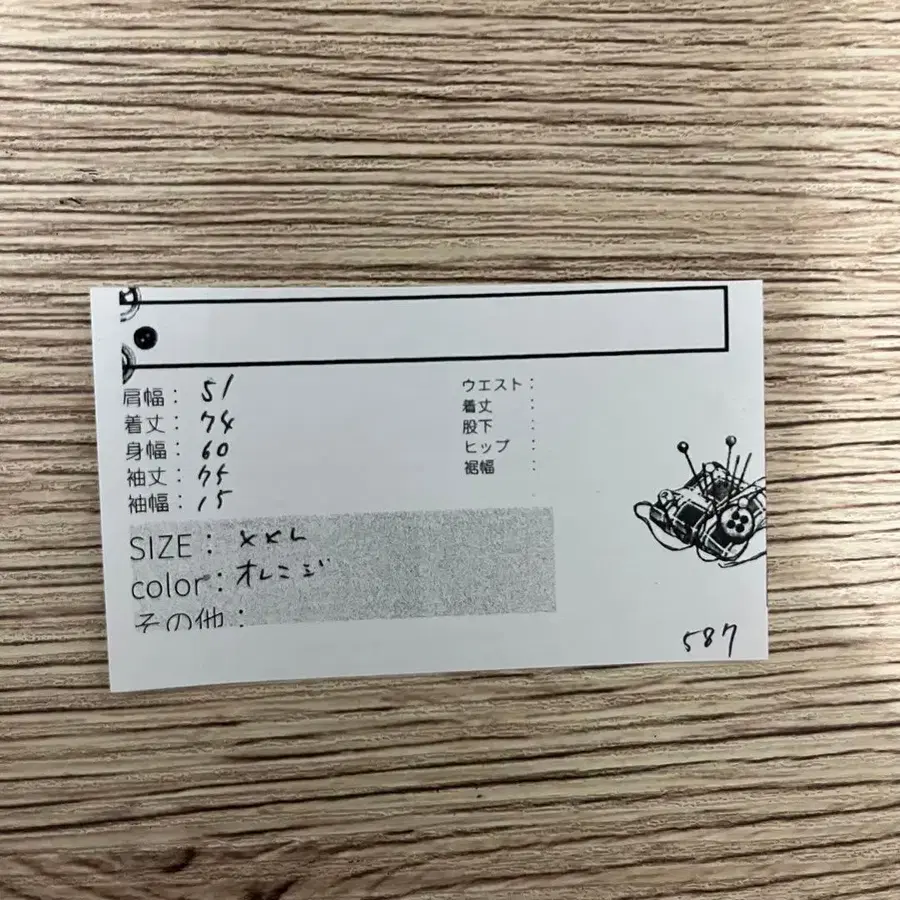 肩幅： 51
着丈： 74
身幅： 60
袖丈： 75
袖幅： 15
ウエスト：
着丈 ：
股下 ：
ヒップ ：
裾幅 ：
SIZE： XXL
color：オレンジ
その他：
587